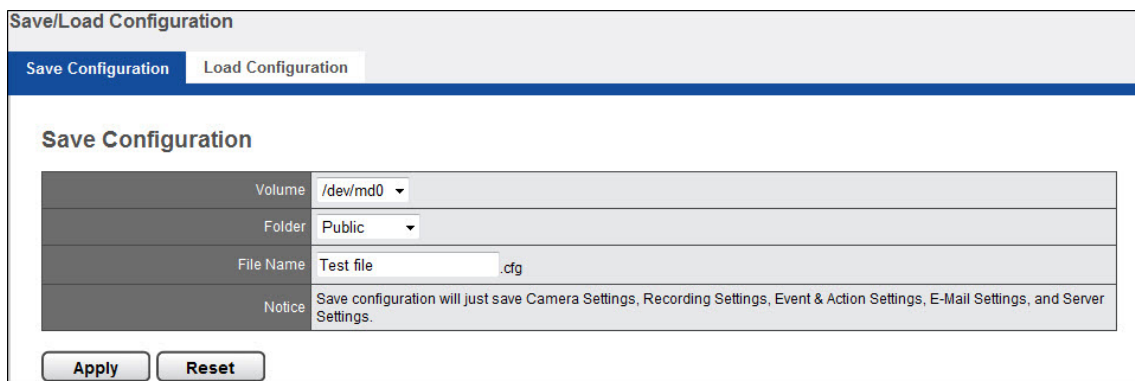 Save/Load Configuration
Save Configuration Load Configuration
Save Configuration
Volume /dev/md0
Folder Public
File Name Test file .cfg
Notice Save configuration will just save Camera Settings, Recording Settings, Event & Action Settings, E-Mail Settings, and Server
Settings.
Apply Reset